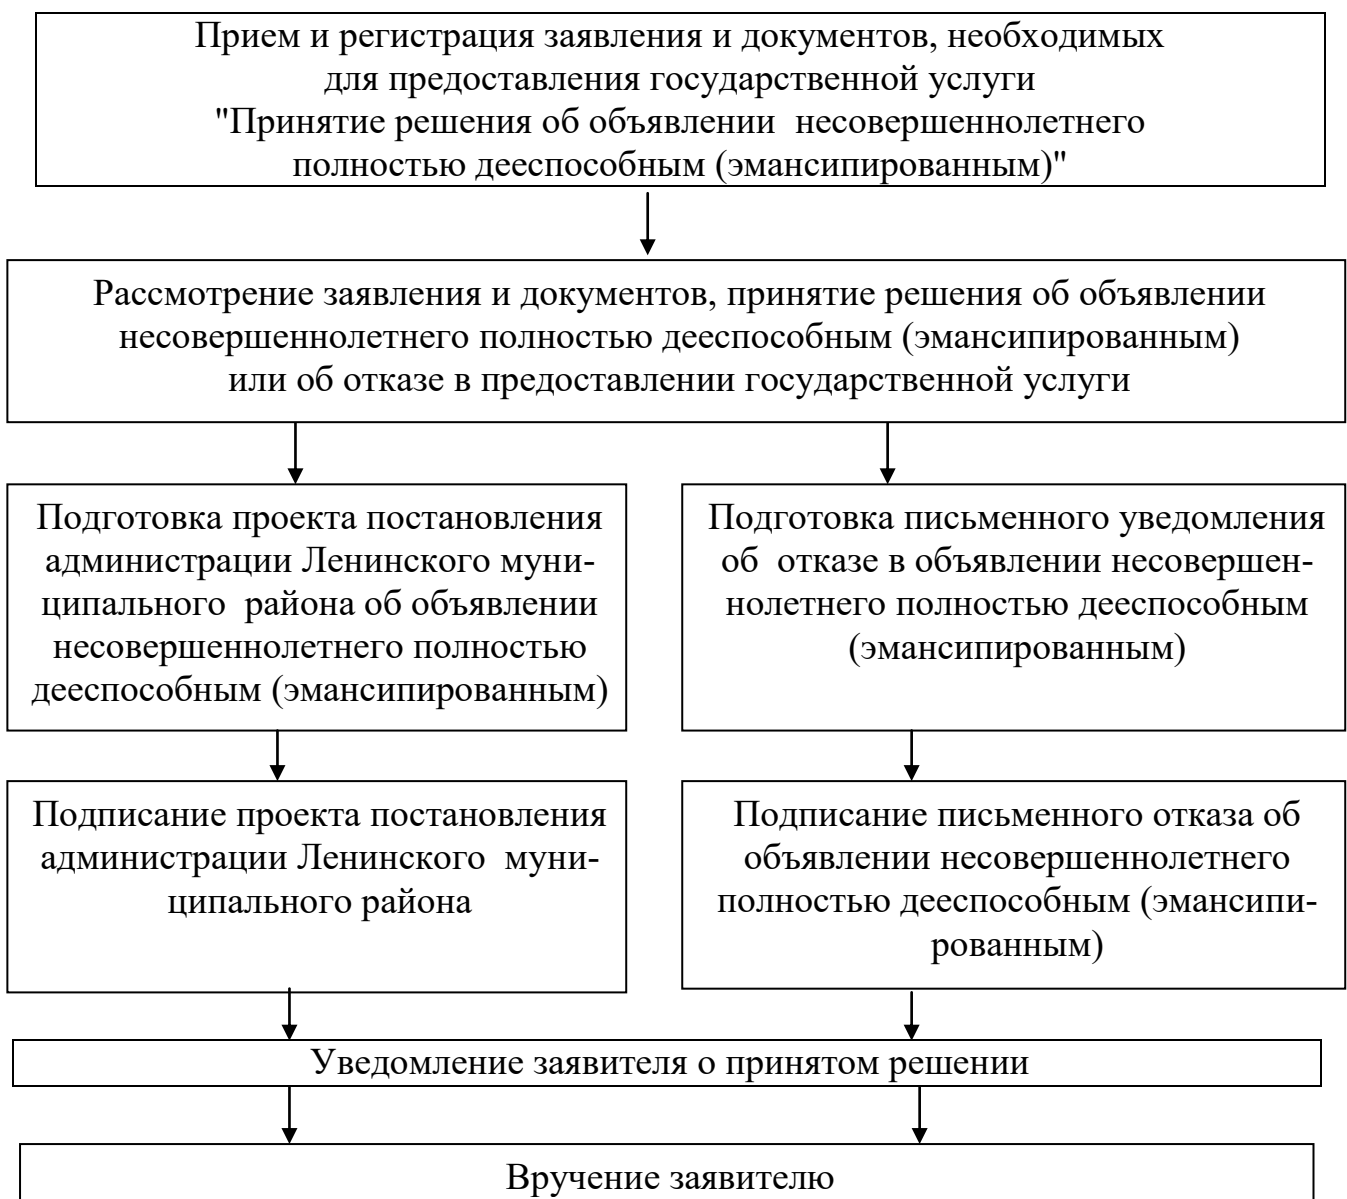 Прием и регистрация заявления и документов, необходимых
для предоставления государственной услуги
"Принятие решения об объявлении несовершеннолетнего
полностью дееспособным (эмансипированным)"
Рассмотрение заявления и документов, принятие решения об объявлении
несовершеннолетнего полностью дееспособным (эмансипированным)
или об отказе в предоставлении государственной услуги
Подготовка проекта постановления
администрации Ленинского муни-
ципального района об объявлении
несовершеннолетнего полностью
дееспособным (эмансипированным)
Подготовка письменного уведомления
об отказе в объявлении несовершен-
нолетнего полностью дееспособным
(эмансипированным)
Подписание проекта постановления
администрации Ленинского муни-
ципального района
Подписание письменного отказа об
объявлении несовершеннолетнего
полностью дееспособным (эмансипи-
рованным)
Уведомление заявителя о принятом решении
Вручение заявителю